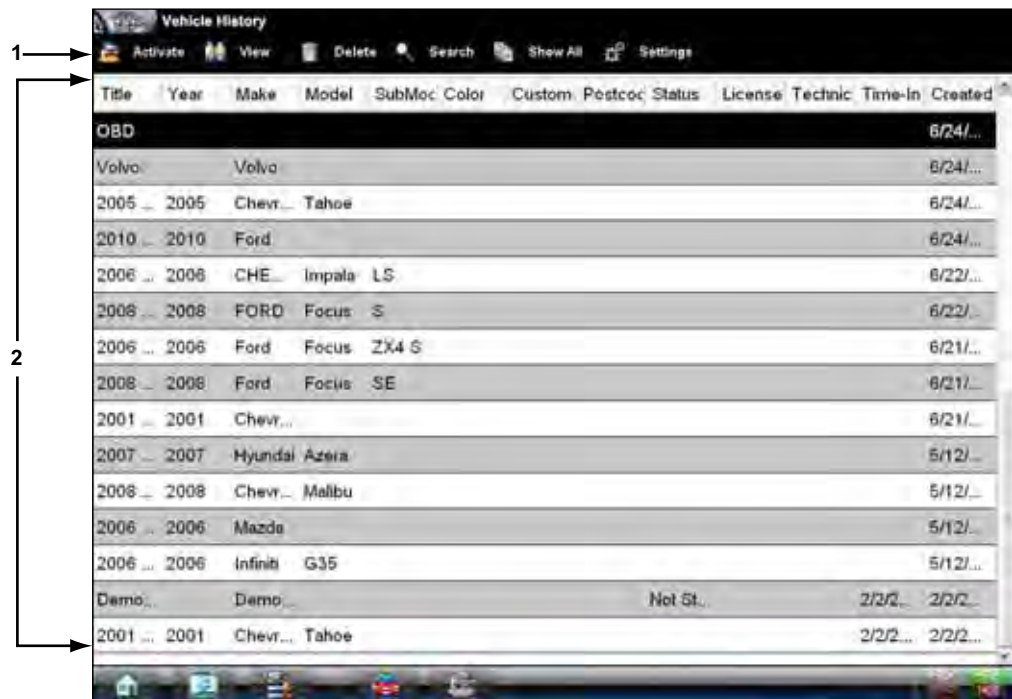 Vehicle History
1
Activate View Delete Search Show All Settings
Title Year Make Model SubMoc Color Custom Postcoc Status License Technic Time-In Created
OBD 6/24/...
Volvo Volvo 6/24/...
2005 ... 2005 Chevr... Tahoe 6/24/...
2010 ... 2010 Ford 6/24/...
2006 ... 2006 CHE... Impala LS 6/22/...
2008 ... 2008 FORD Focus S 6/22/...
2006 ... 2006 Ford Focus ZX4 S 6/21/...
2
2008 ... 2008 Ford Focus SE 6/21/...
2001 ... 2001 Chevr... 6/21/...
2007 ... 2007 Hyundai Azera 5/12/...
2008 ... 2008 Chevr... Malibu 5/12/...
2006 ... 2006 Mazda 5/12/...
2006 ... 2006 Infiniti G35 5/12/...
Demo... Demo... Not St... 2/2/2... 2/2/2...
2001 ... 2001 Chevr... Tahoe 2/2/2... 2/2/2...